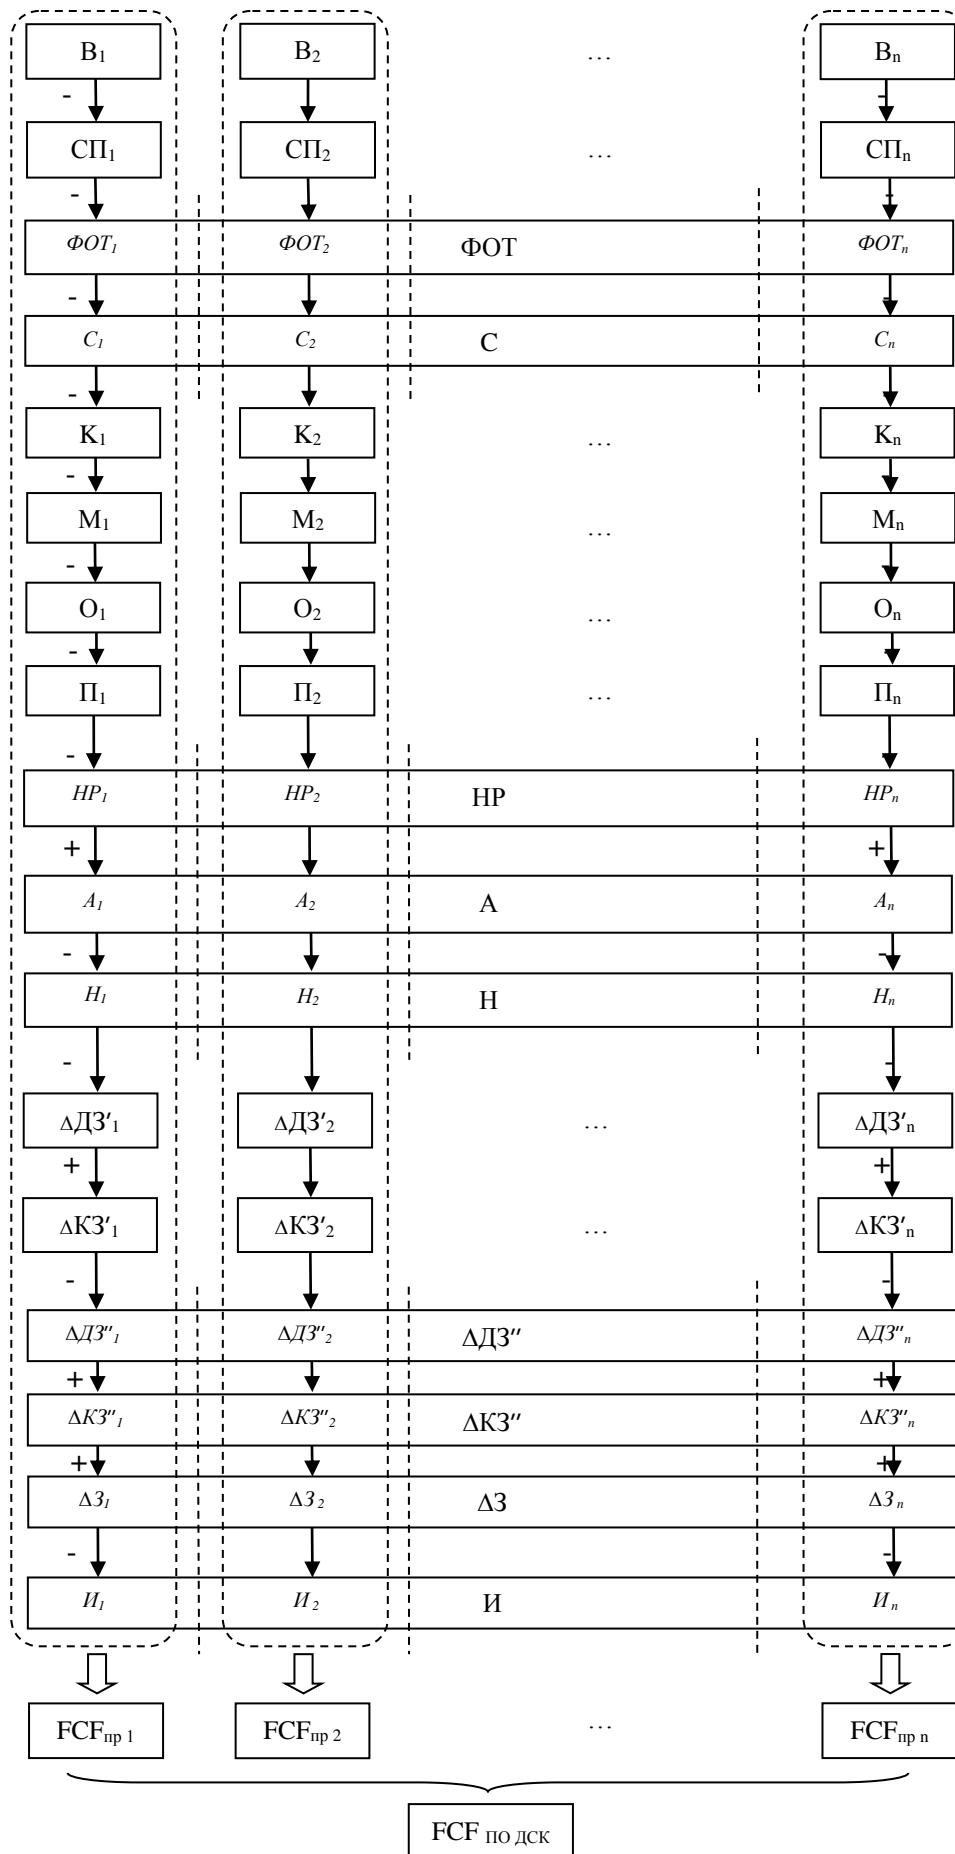 В1 В2 … Вn
- -
СП1 СП2 … СПn
- -
ФОТ1 ФОТ2 ФОТ ФОТn
- -
С1 С2 С Сn
- -
К1 К2 … Кn
- -
М1 М2 … Мn
- -
О1 О2 … Оn
- -
П1 П2 … Пn
- -
НР1 НР2 НР НРn
+ +
А1 А2 А Аn
- -
Н1 Н2 Н Нn
- -
ΔДЗ'1 ΔДЗ'2 … ΔДЗ'n
+ +
ΔКЗ'1 ΔКЗ'2 … ΔКЗ'n
- -
ΔДЗ''1 ΔДЗ''2 ΔДЗ'' ΔДЗ''n
+ +
ΔКЗ''1 ΔКЗ''2 ΔКЗ'' ΔКЗ''n
+ +
ΔЗ1 ΔЗ2 ΔЗ ΔЗn
- -
И1 И2 И Иn
FCFпр 1 FCFпр 2 … FCFпр n
FCF ПО ДСК